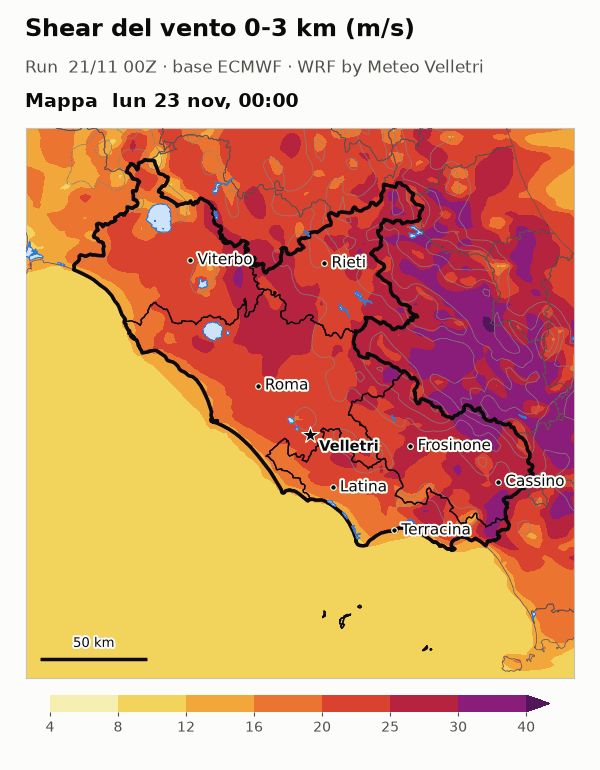 Shear del vento 0-3 km (m/s)
Run  21/11 00Z · base ECMWF · WRF by Meteo Velletri
Mappa  lun 23 nov, 00:00
Viterbo
Rieti
Roma
Velletri
Frosinone
Latina
Cassino
Terracina
50 km
4 8 12 16 20 25 30 40